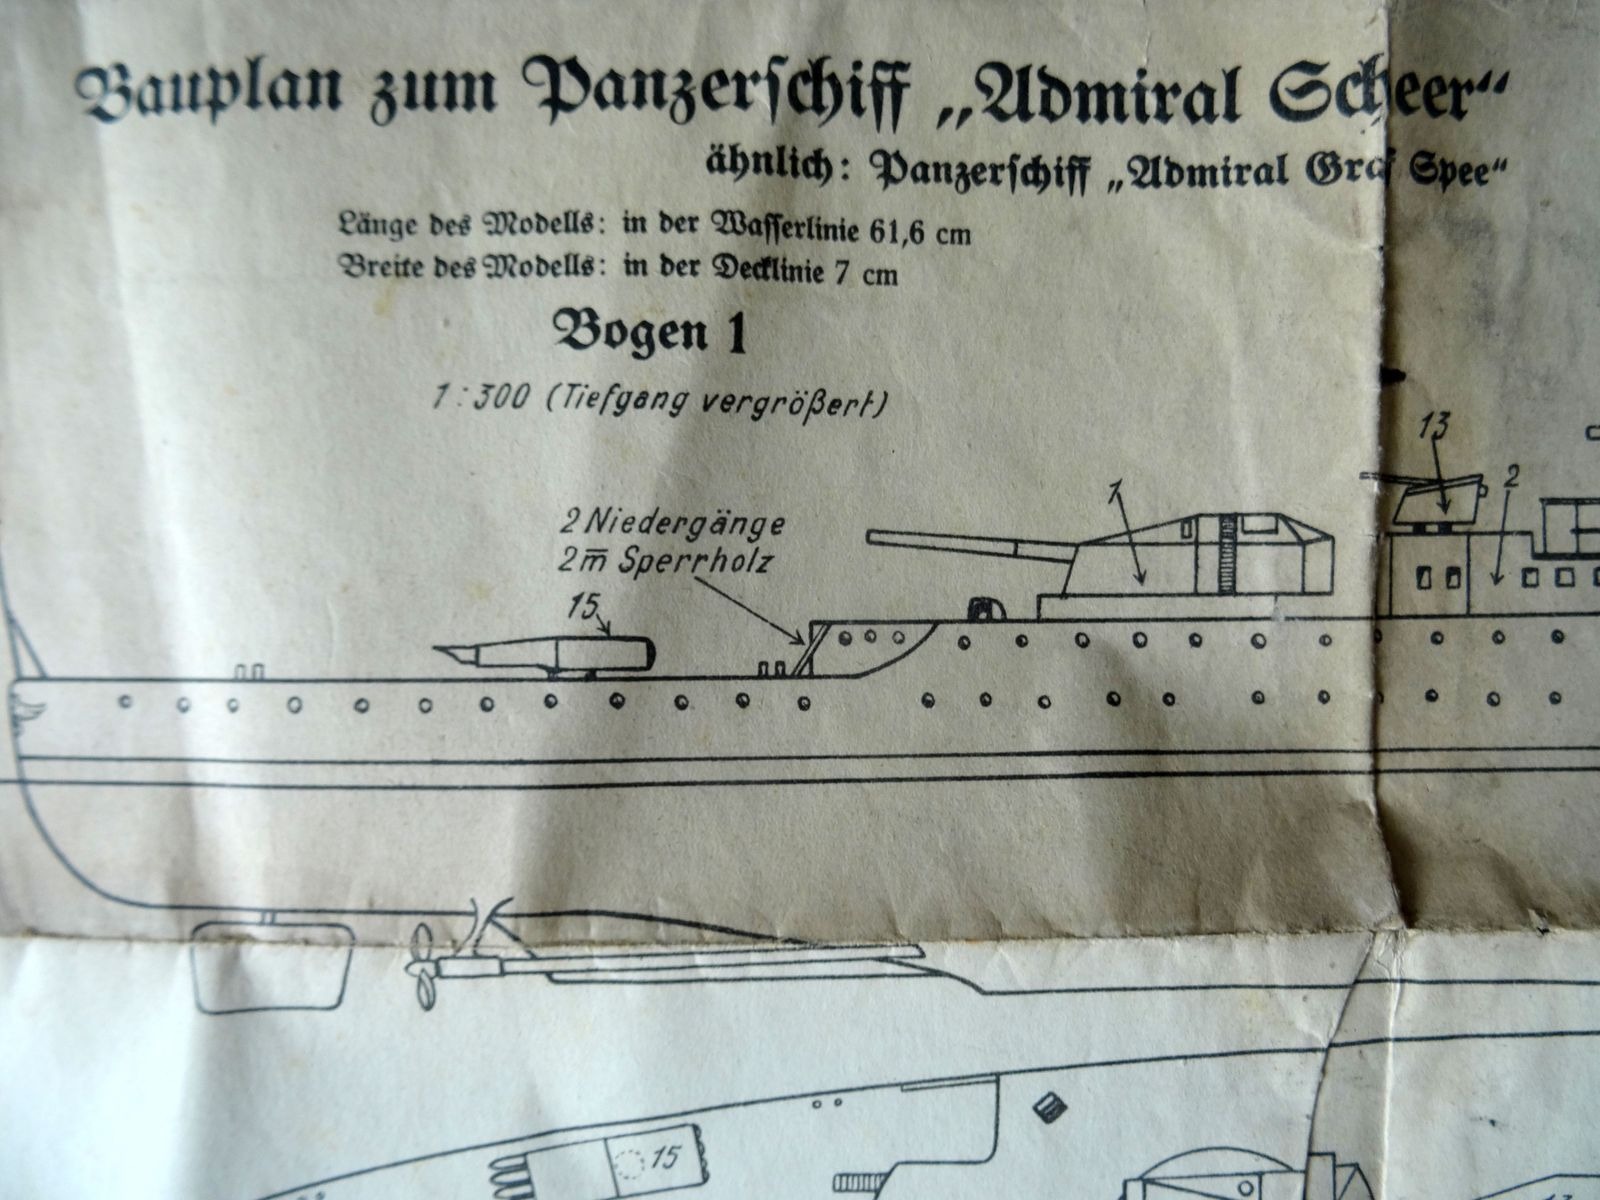 Bauplan zum Panzerschiff „Admiral Scheer“
ähnlich: Panzerschiff „Admiral Graf Spee“
Länge des Modells: in der Wasserlinie 61,6 cm
Breite des Modells: in der Decklinie 7 cm
Bogen 1
1:300 (Tiefgang vergrößert)
13
1
2
2 Niedergänge
2m̅ Sperrholz
15
15